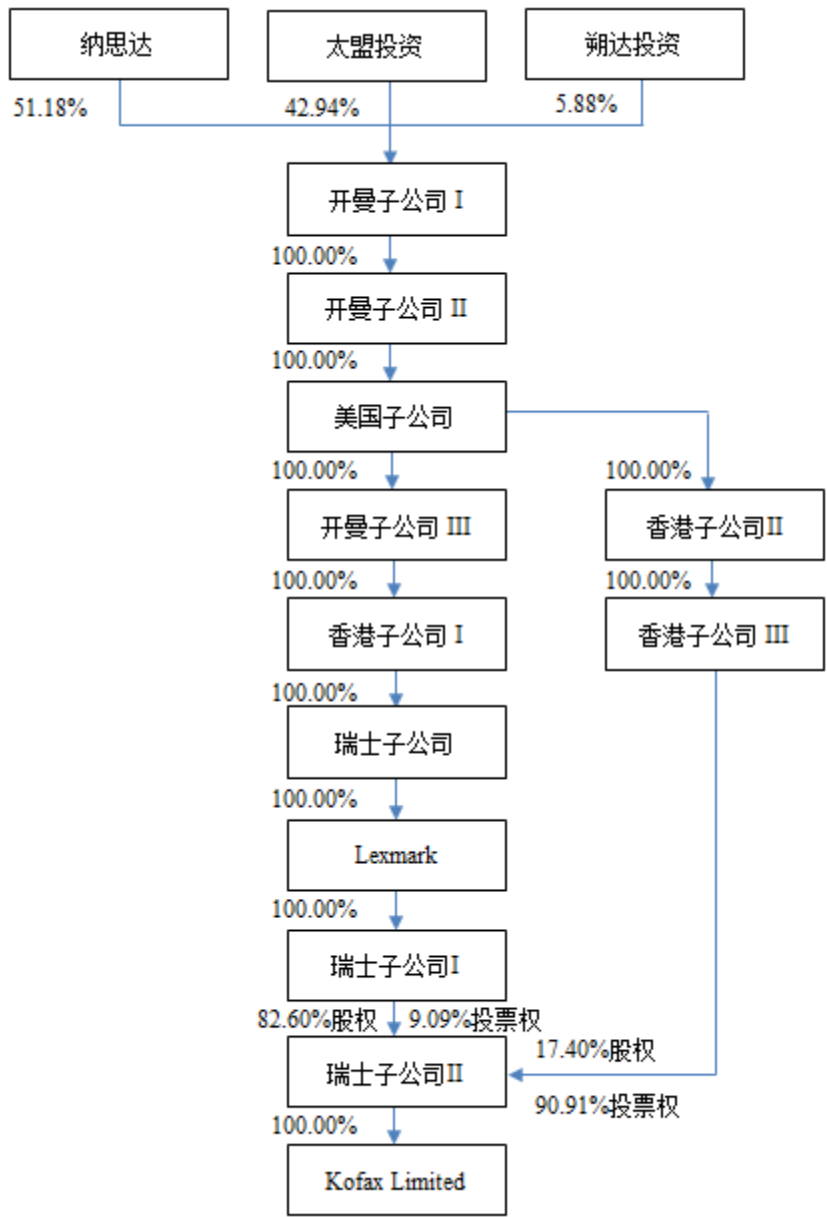 纳思达
太盟投资
朔达投资
51.18%
42.94%
5.88%
开曼子公司 I
100.00%
开曼子公司 II
100.00%
美国子公司
100.00%
100.00%
开曼子公司 III
香港子公司II
100.00%
100.00%
香港子公司 I
香港子公司 III
100.00%
瑞士子公司
100.00%
Lexmark
100.00%
瑞士子公司I
82.60%股权
9.09%投票权
17.40%股权
瑞士子公司II
90.91%投票权
100.00%
Kofax Limited